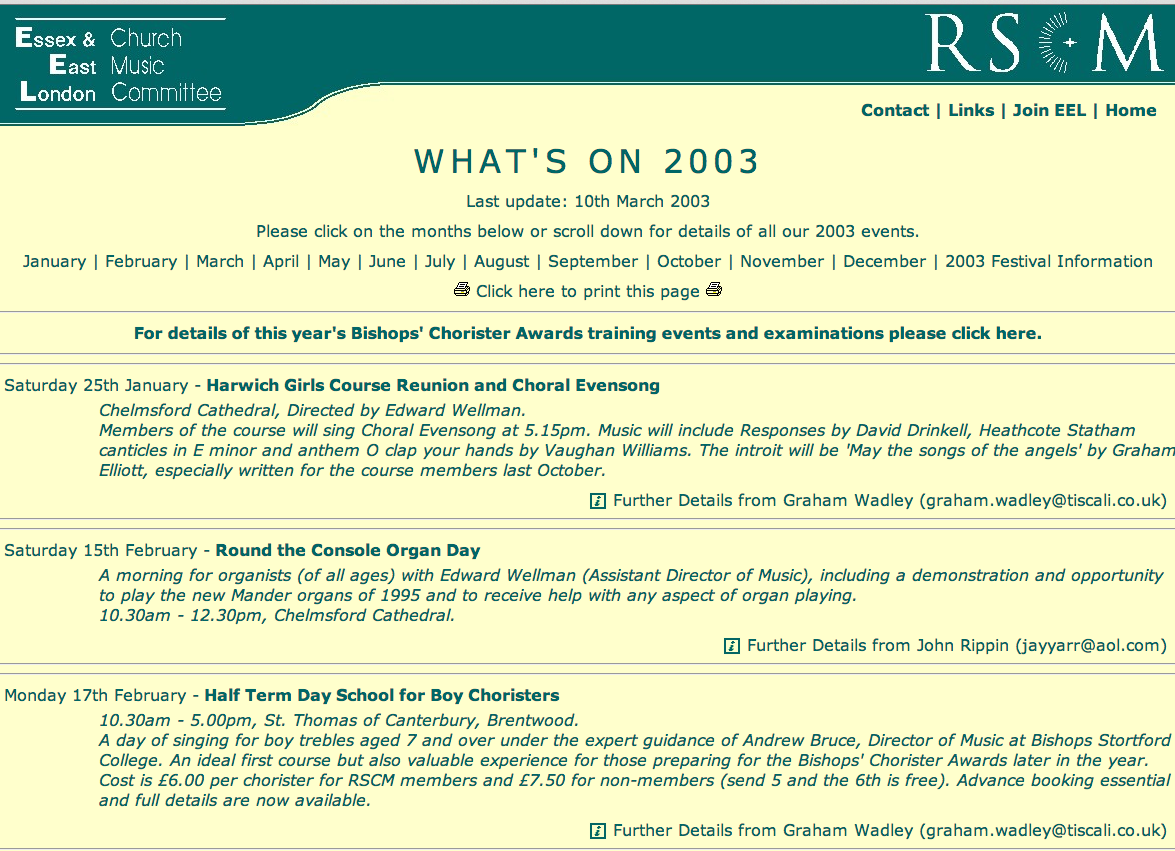 Essex & Church
East Music
London Committee
RSCM
Contact | Links | Join EEL | Home
WHAT'S ON 2003
Last update: 10th March 2003
Please click on the months below or scroll down for details of all our 2003 events.
January | February | March | April | May | June | July | August | September | October | November | December | 2003 Festival Information
Click here to print this page
For details of this year's Bishops' Chorister Awards training events and examinations please click here.
Saturday 25th January - Harwich Girls Course Reunion and Choral Evensong
Chelmsford Cathedral, Directed by Edward Wellman.
Members of the course will sing Choral Evensong at 5.15pm. Music will include Responses by David Drinkell, Heathcote Statham
canticles in E minor and anthem O clap your hands by Vaughan Williams. The introit will be 'May the songs of the angels' by Graham
Elliott, especially written for the course members last October.
i Further Details from Graham Wadley (graham.wadley@tiscali.co.uk)
Saturday 15th February - Round the Console Organ Day
A morning for organists (of all ages) with Edward Wellman (Assistant Director of Music), including a demonstration and opportunity
to play the new Mander organs of 1995 and to receive help with any aspect of organ playing.
10.30am - 12.30pm, Chelmsford Cathedral.
i Further Details from John Rippin (jayyarr@aol.com)
Monday 17th February - Half Term Day School for Boy Choristers
10.30am - 5.00pm, St. Thomas of Canterbury, Brentwood.
A day of singing for boy trebles aged 7 and over under the expert guidance of Andrew Bruce, Director of Music at Bishops Stortford
College. An ideal first course but also valuable experience for those preparing for the Bishops' Chorister Awards later in the year.
Cost is £6.00 per chorister for RSCM members and £7.50 for non-members (send 5 and the 6th is free). Advance booking essential
and full details are now available.
i Further Details from Graham Wadley (graham.wadley@tiscali.co.uk)